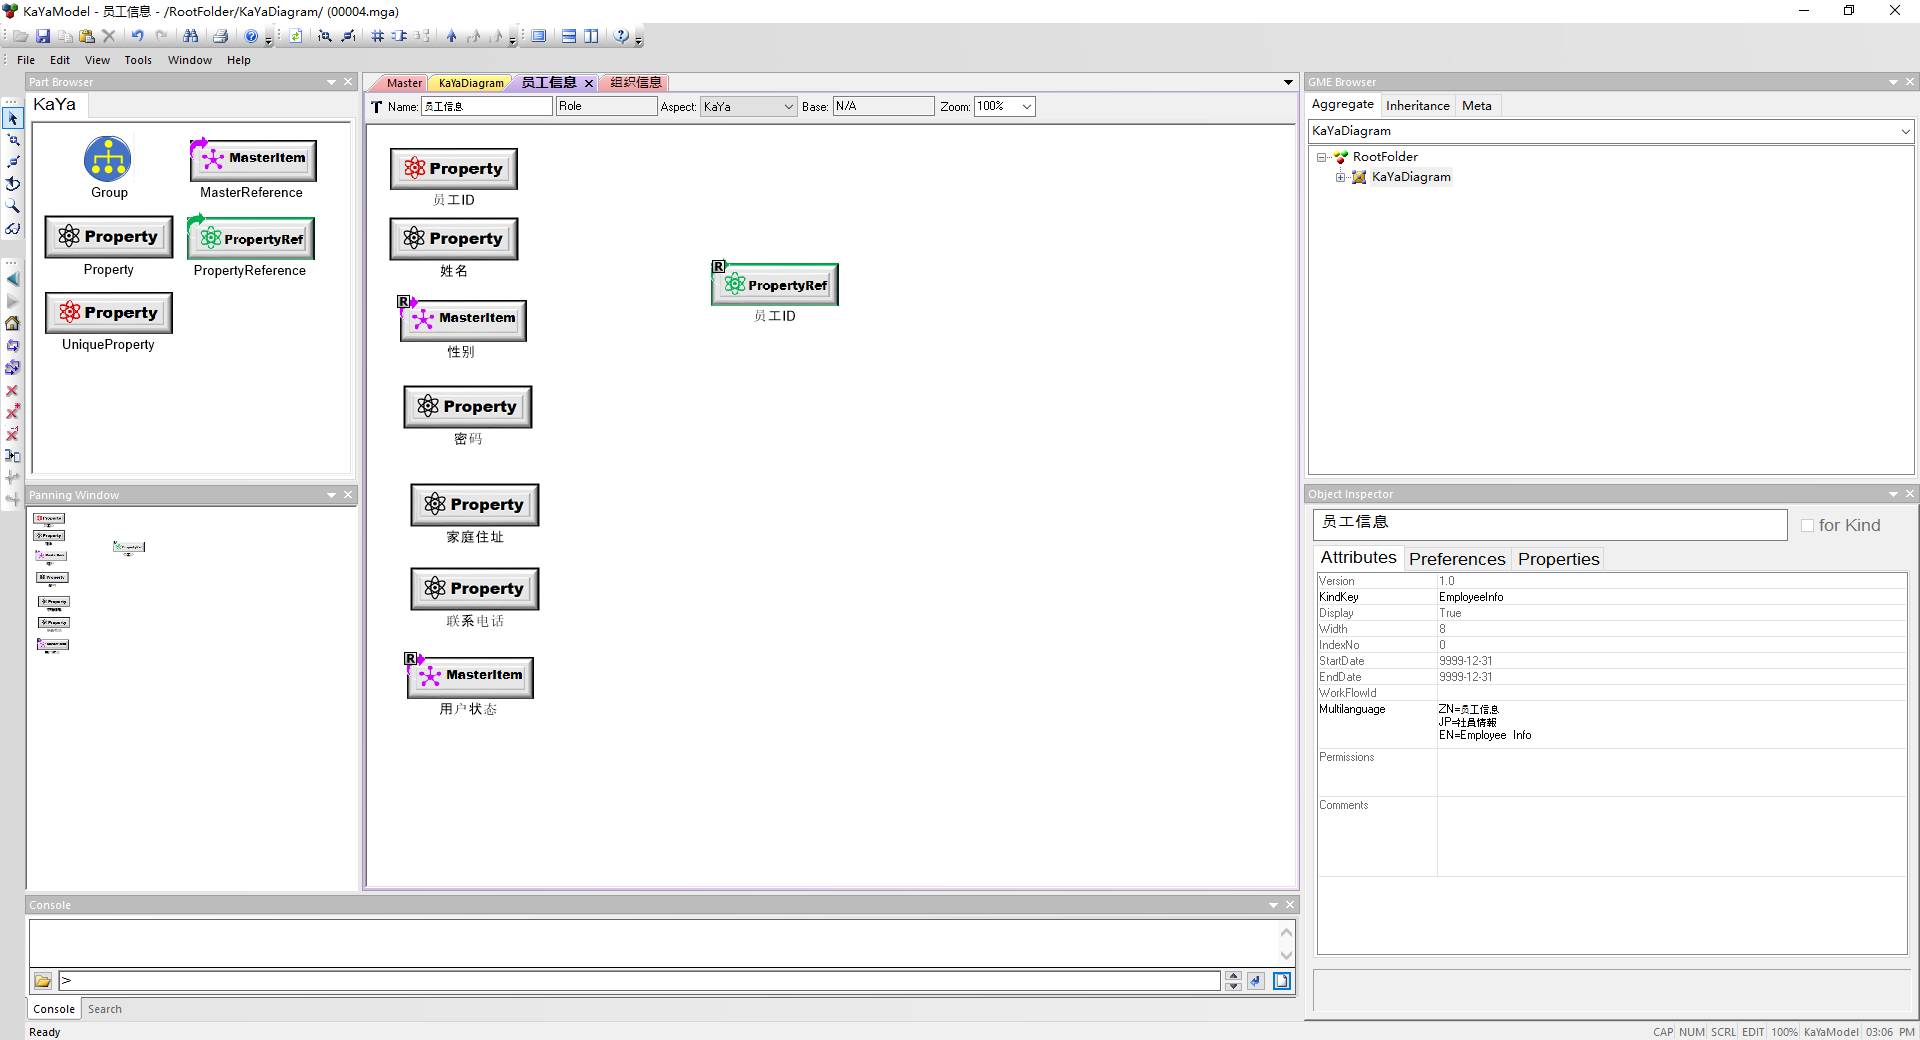 KaYaModel - 员工信息 - /RootFolder/KaYaDiagram/ (00004.mga)
File Edit View Tools Window Help
Part Browser
KaYa
Group
MasterItem
MasterReference
Property
Property
PropertyRef
PropertyReference
Property
UniqueProperty
Panning Window
Master KaYaDiagram 员工信息 组织信息
Name: 员工信息 Role Aspect: KaYa Base: N/A Zoom: 100%
Property
员工ID
Property
姓名
R
MasterItem
性别
Property
密码
Property
家庭住址
Property
联系电话
R
MasterItem
用户状态
R
PropertyRef
员工ID
GME Browser
Aggregate Inheritance Meta
KaYaDiagram
RootFolder
KaYaDiagram
Object Inspector
员工信息
for Kind
Attributes Preferences Properties
Version 1.0
KindKey EmployeeInfo
Display True
Width 8
IndexNo 0
StartDate 9999-12-31
EndDate 9999-12-31
WorkFlowId
Multilanguage ZN=员工信息
JP=社員情報
EN=Employee Info
Permissions
Comments
Console
>
Console Search
Ready
CAP NUM SCRL EDIT 100% KaYaModel 03:06 PM